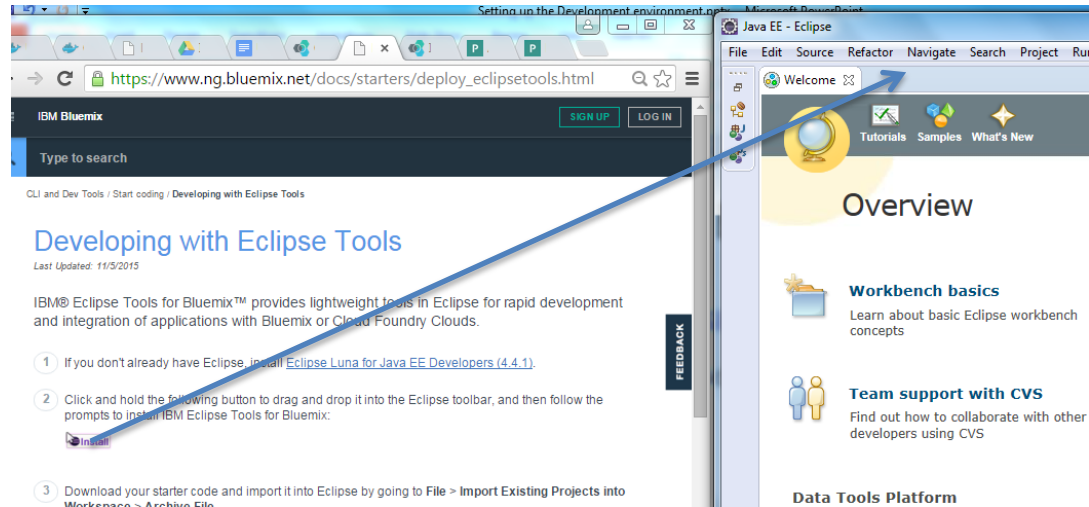 Setting up the Development environment.pptx - Microsoft PowerPoint
https://www.ng.bluemix.net/docs/starters/deploy_eclipsetools.html
IBM Bluemix
SIGN UP
LOG IN
Type to search
CLI and Dev Tools / Start coding / Developing with Eclipse Tools
Developing with Eclipse Tools
Last Updated: 11/5/2015
IBM® Eclipse Tools for Bluemix™ provides lightweight tools in Eclipse for rapid development
and integration of applications with Bluemix or Cloud Foundry Clouds.
1 If you don't already have Eclipse, install Eclipse Luna for Java EE Developers (4.4.1).
2 Click and hold the following button to drag and drop it into the Eclipse toolbar, and then follow the
prompts to install IBM Eclipse Tools for Bluemix:
Install
3 Download your starter code and import it into Eclipse by going to File > Import Existing Projects into
Workspace > Archive File
FEEDBACK
Java EE - Eclipse
File Edit Source Refactor Navigate Search Project Run
Welcome
Tutorials Samples What's New
Overview
Workbench basics
Learn about basic Eclipse workbench
concepts
Team support with CVS
Find out how to collaborate with other
developers using CVS
Data Tools Platform